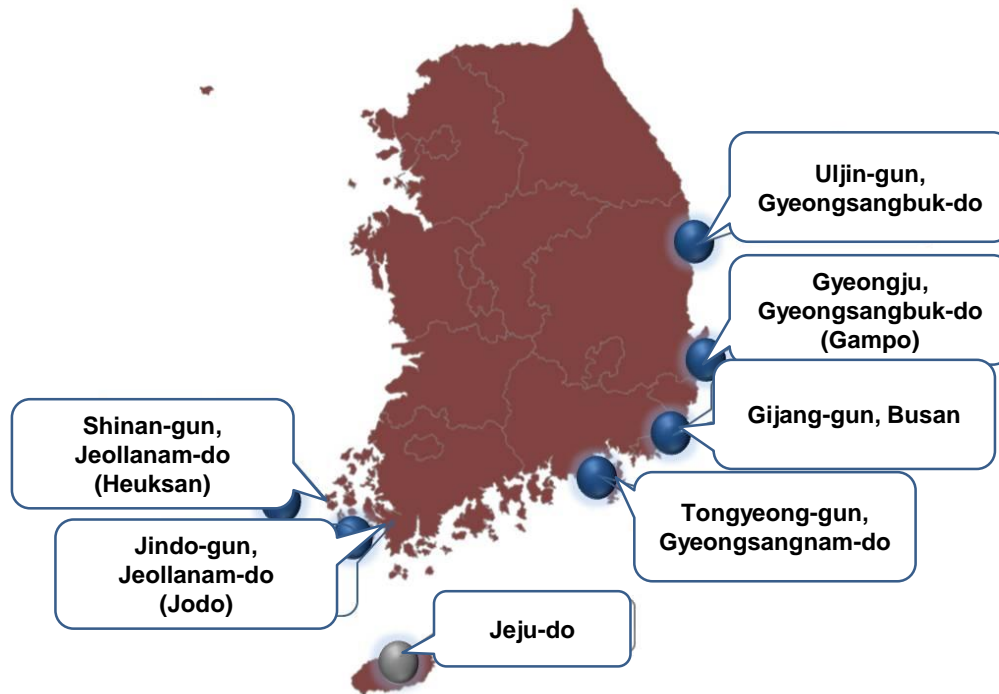 Uljin-gun,
Gyeongsangbuk-do
Gyeongju,
Gyeongsangbuk-do
(Gampo)
Gijang-gun, Busan
Shinan-gun,
Jeollanam-do
(Heuksan)
Tongyeong-gun,
Gyeongsangnam-do
Jindo-gun,
Jeollanam-do
(Jodo)
Jeju-do